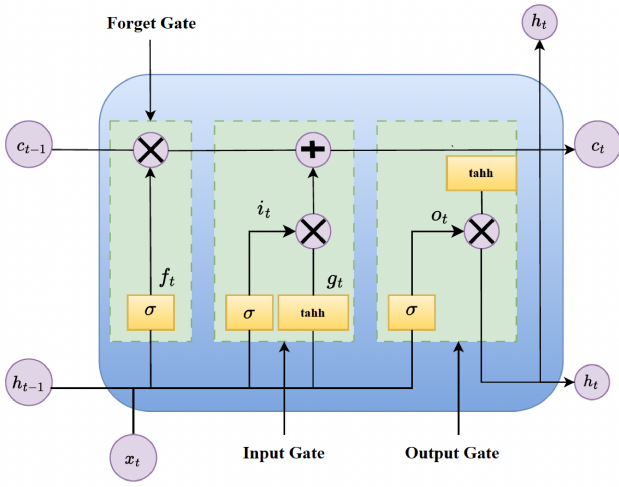 h_t
Forget Gate
c_{t-1}
c_t
tahh
i_t
o_t
f_t
g_t
σ
σ
tahh
σ
h_{t-1}
h_t
x_t
Input Gate
Output Gate